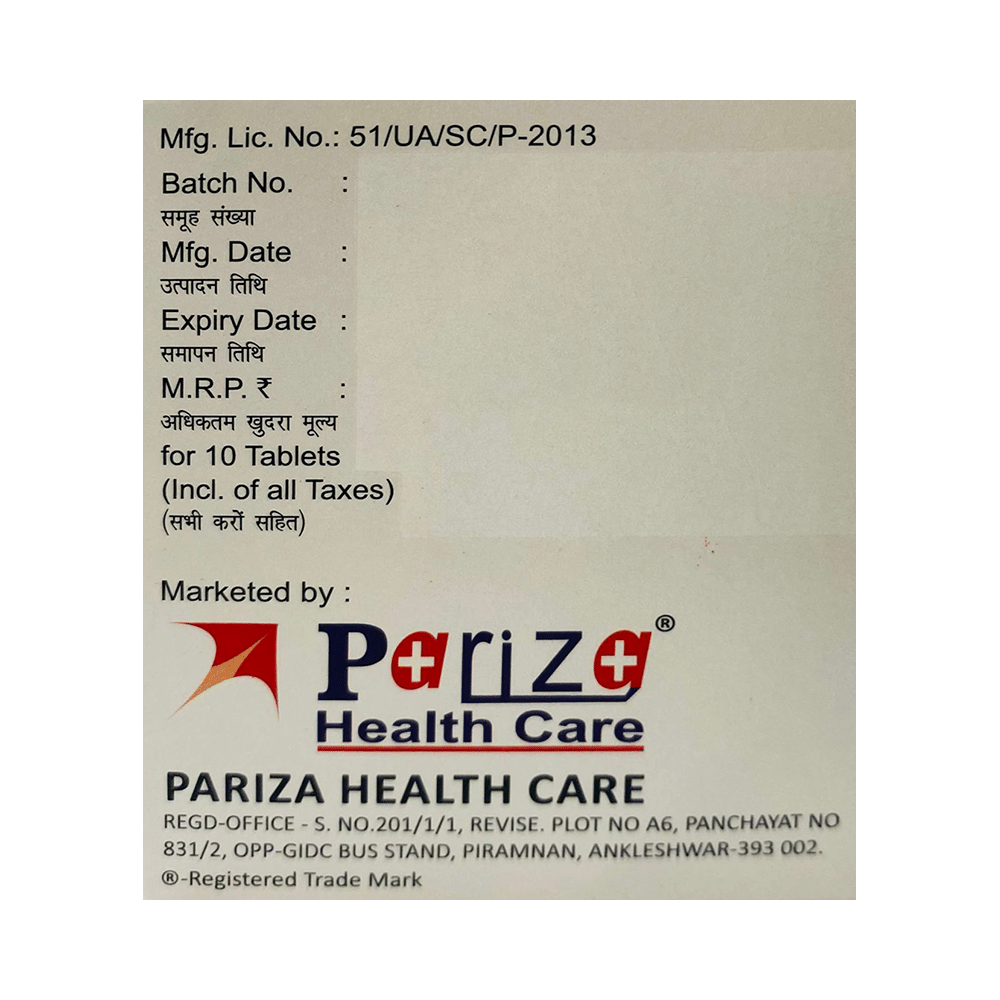 Mfg. Lic. No.: 51/UA/SC/P-2013
Batch No. :
समूह संख्या
Mfg. Date :
उत्पादन तिथि
Expiry Date :
समापन तिथि
M.R.P. ₹ :
अधिकतम खुदरा मूल्य
for 10 Tablets
(Incl. of all Taxes)
(सभी करों सहित)
Marketed by :
Pariza®
Health Care
PARIZA HEALTH CARE
REGD-OFFICE - S. NO.201/1/1, REVISE. PLOT NO A6, PANCHAYAT NO
831/2, OPP-GIDC BUS STAND, PIRAMNAN, ANKLESHWAR-393 002.
®-Registered Trade Mark